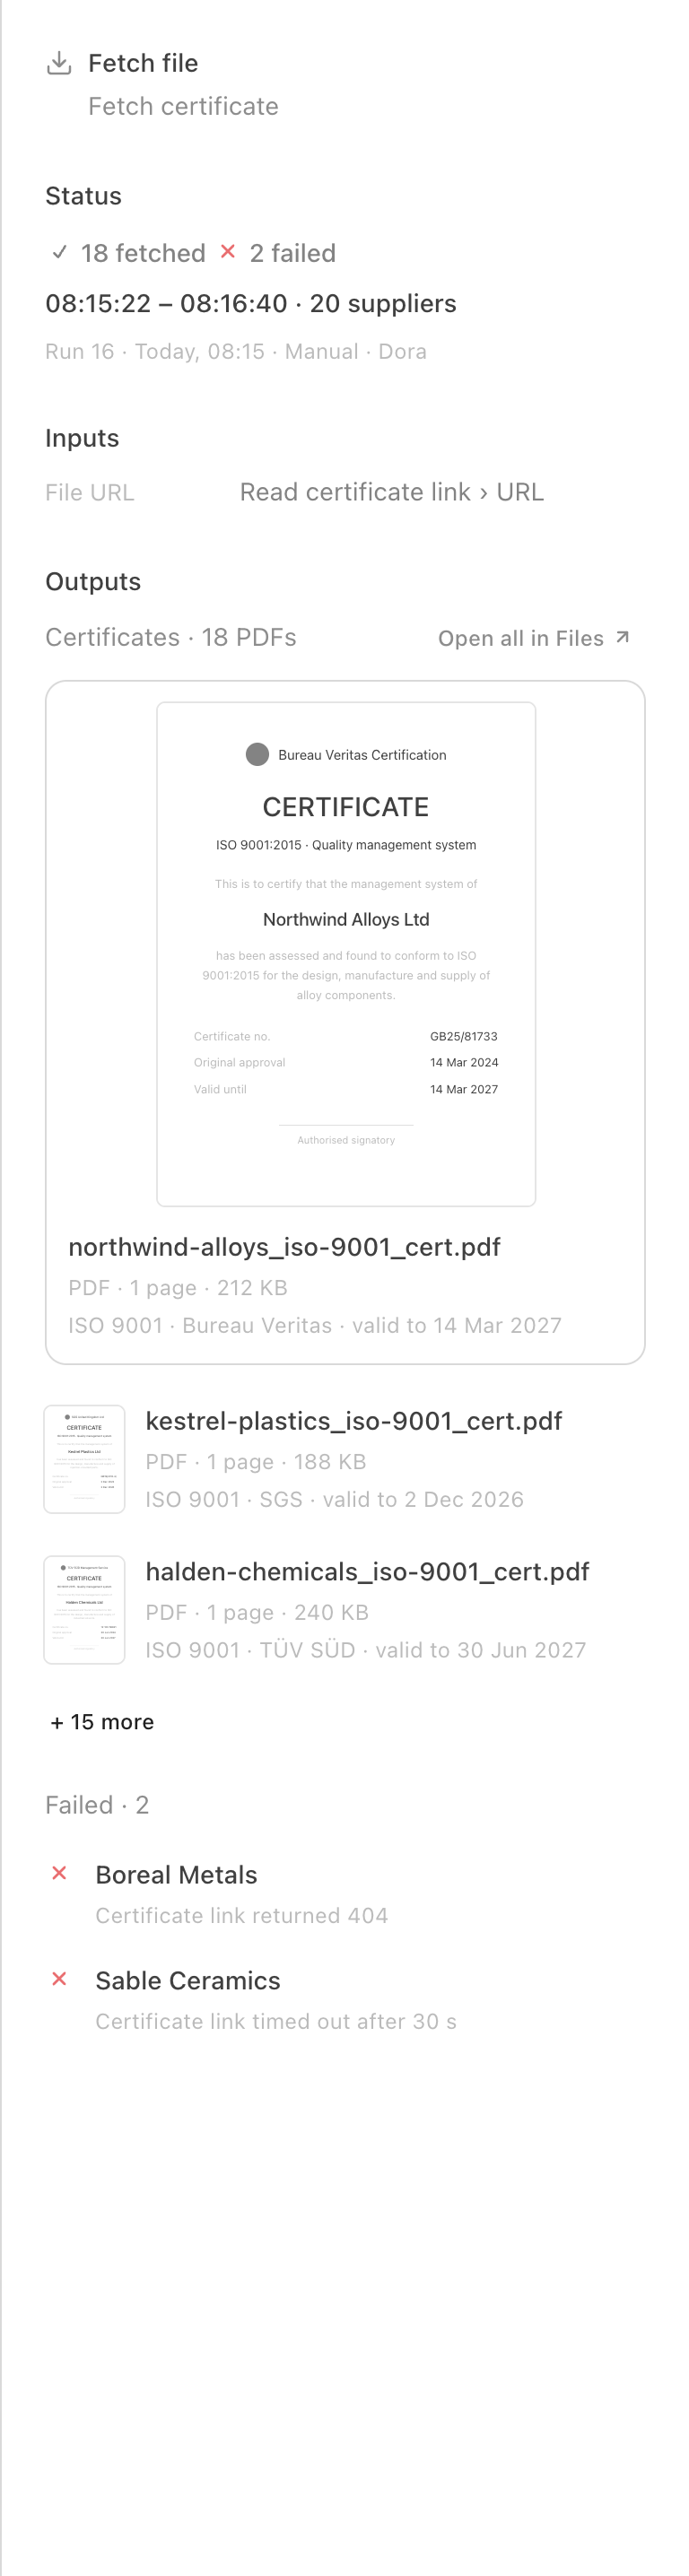 Fetch file
Fetch certificate
Status
✓ 18 fetched ✕ 2 failed
08:15:22 – 08:16:40 · 20 suppliers
Run 16 · Today, 08:15 · Manual · Dora
Inputs
File URL Read certificate link › URL
Outputs
Certificates · 18 PDFs Open all in Files ↗
Bureau Veritas Certification
CERTIFICATE
ISO 9001:2015 · Quality management system
This is to certify that the management system of
Northwind Alloys Ltd
has been assessed and found to conform to ISO
9001:2015 for the design, manufacture and supply of
alloy components.
Certificate no. GB25/81733
Original approval 14 Mar 2024
Valid until 14 Mar 2027
Authorised signatory
northwind-alloys_iso-9001_cert.pdf
PDF · 1 page · 212 KB
ISO 9001 · Bureau Veritas · valid to 14 Mar 2027
CERTIFICATE
Kestrel Plastics Ltd
kestrel-plastics_iso-9001_cert.pdf
PDF · 1 page · 188 KB
ISO 9001 · SGS · valid to 2 Dec 2026
CERTIFICATE
Halden Chemicals Ltd
halden-chemicals_iso-9001_cert.pdf
PDF · 1 page · 240 KB
ISO 9001 · TÜV SÜD · valid to 30 Jun 2027
+ 15 more
Failed · 2
✕ Boreal Metals
Certificate link returned 404
✕ Sable Ceramics
Certificate link timed out after 30 s